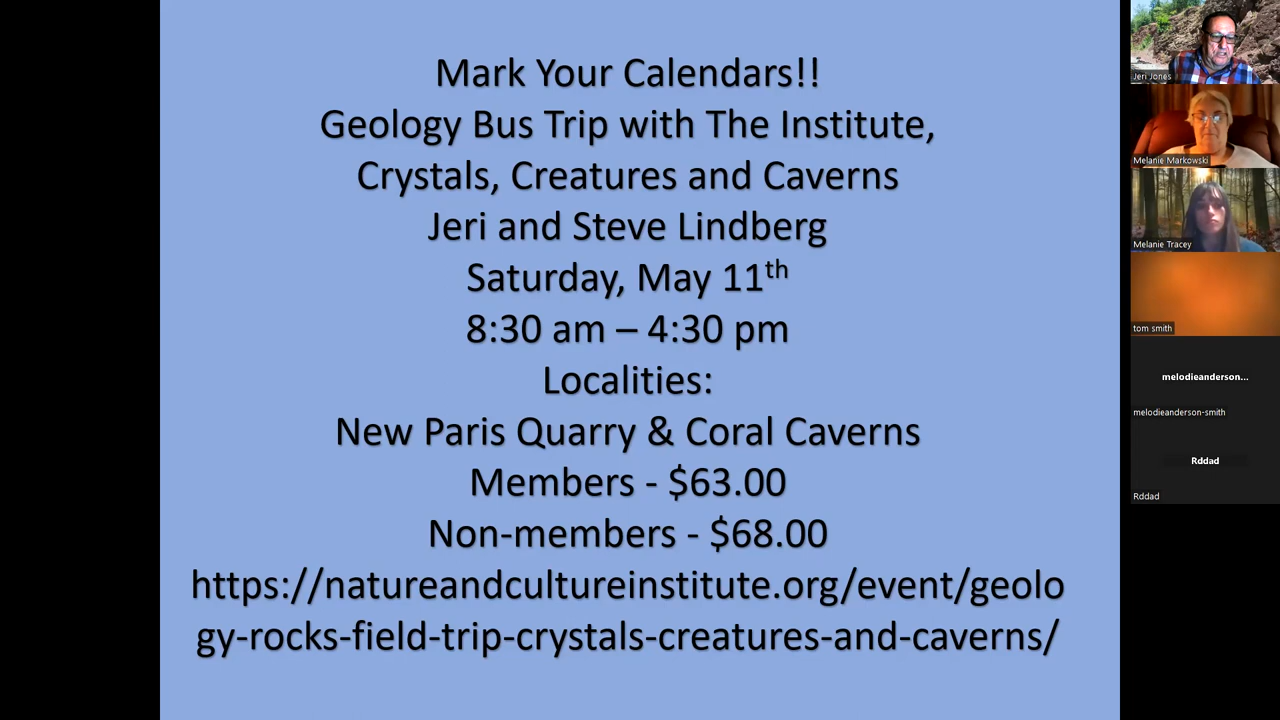 Mark Your Calendars!!
Geology Bus Trip with The Institute,
Crystals, Creatures and Caverns
Jeri and Steve Lindberg
Saturday, May 11th
8:30 am – 4:30 pm
Localities:
New Paris Quarry & Coral Caverns
Members - $63.00
Non-members - $68.00
https://natureandcultureinstitute.org/event/geolo
gy-rocks-field-trip-crystals-creatures-and-caverns/
Jeri Jones
Melanie Markowski
Melanie Tracey
tom smith
melodieanderson...
melodieanderson-smith
Rddad
Rddad